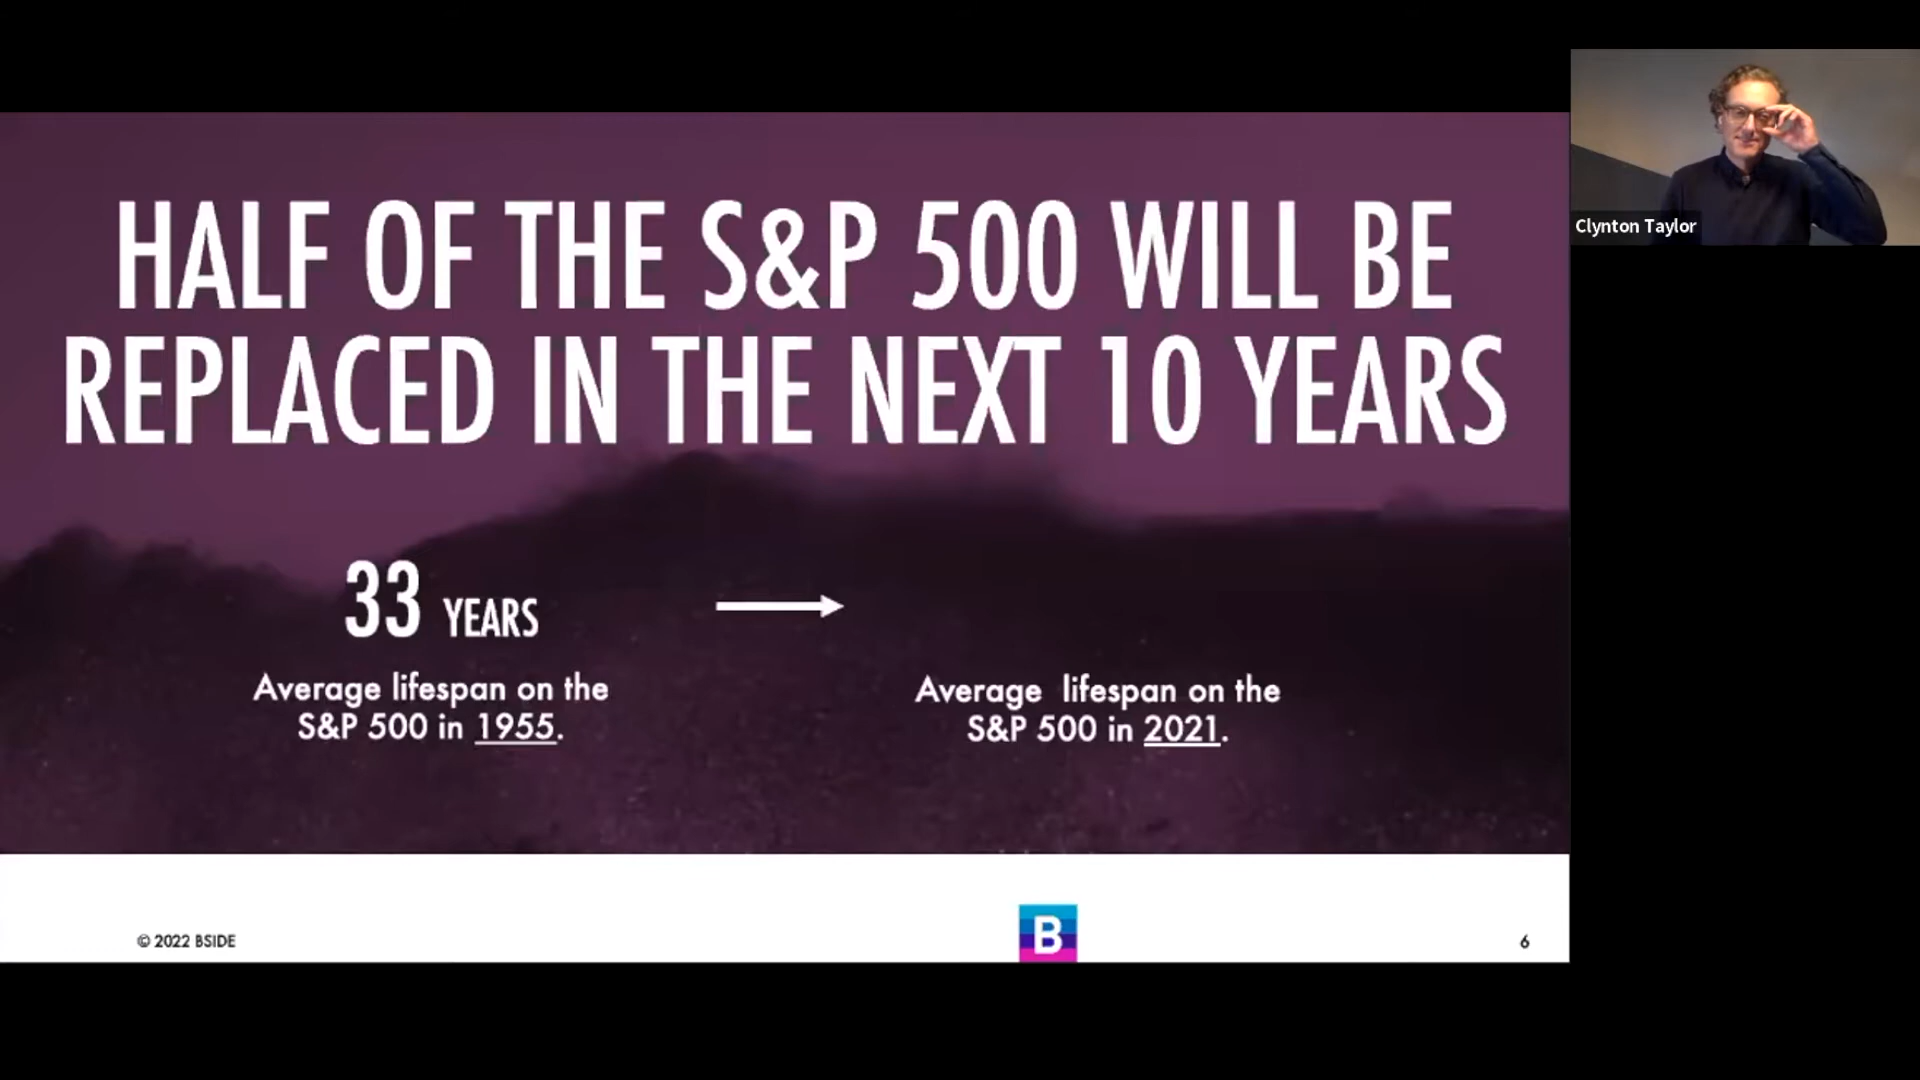 HALF OF THE S&P 500 WILL BE
REPLACED IN THE NEXT 10 YEARS
33 YEARS
Average lifespan on the
S&P 500 in 1955.
Average lifespan on the
S&P 500 in 2021.
© 2022 BSIDE
B
6
Clynton Taylor